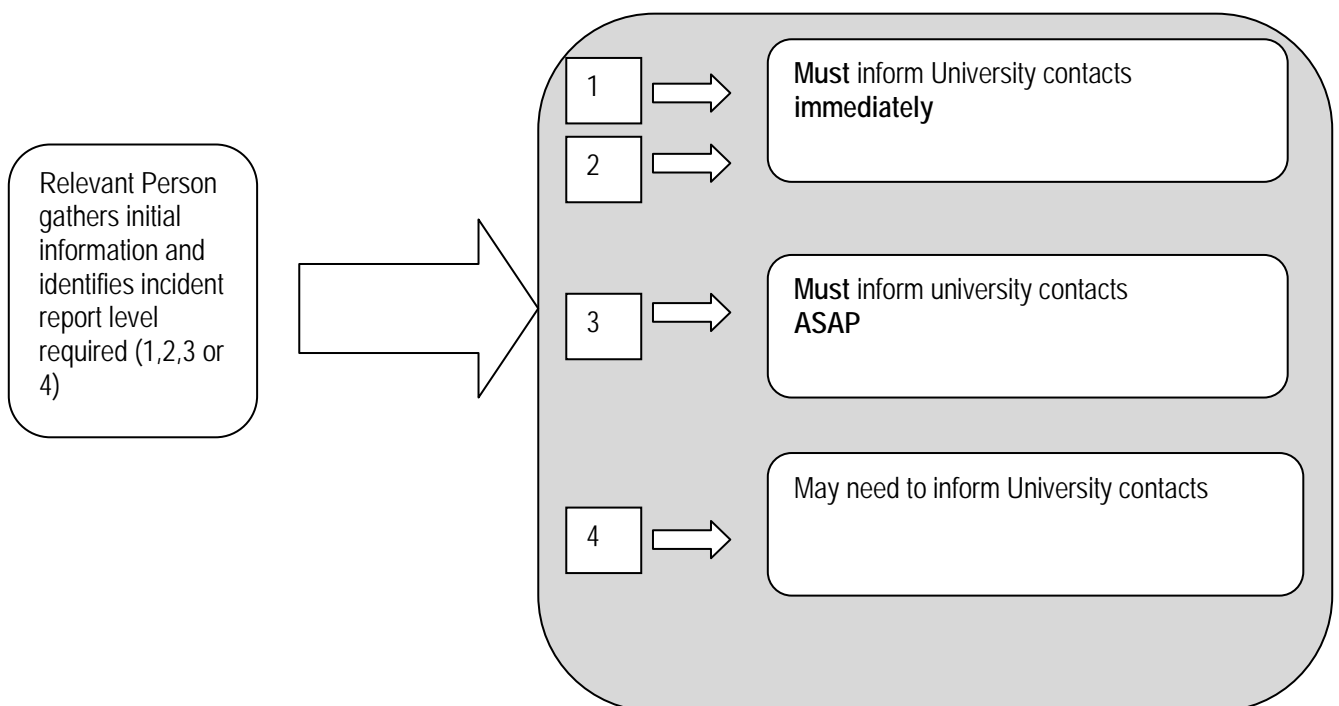 Relevant Person
gathers initial
information and
identifies incident
report level
required (1,2,3 or
4)
1
Must inform University contacts
immediately
2
3
Must inform university contacts
ASAP
4
May need to inform University contacts